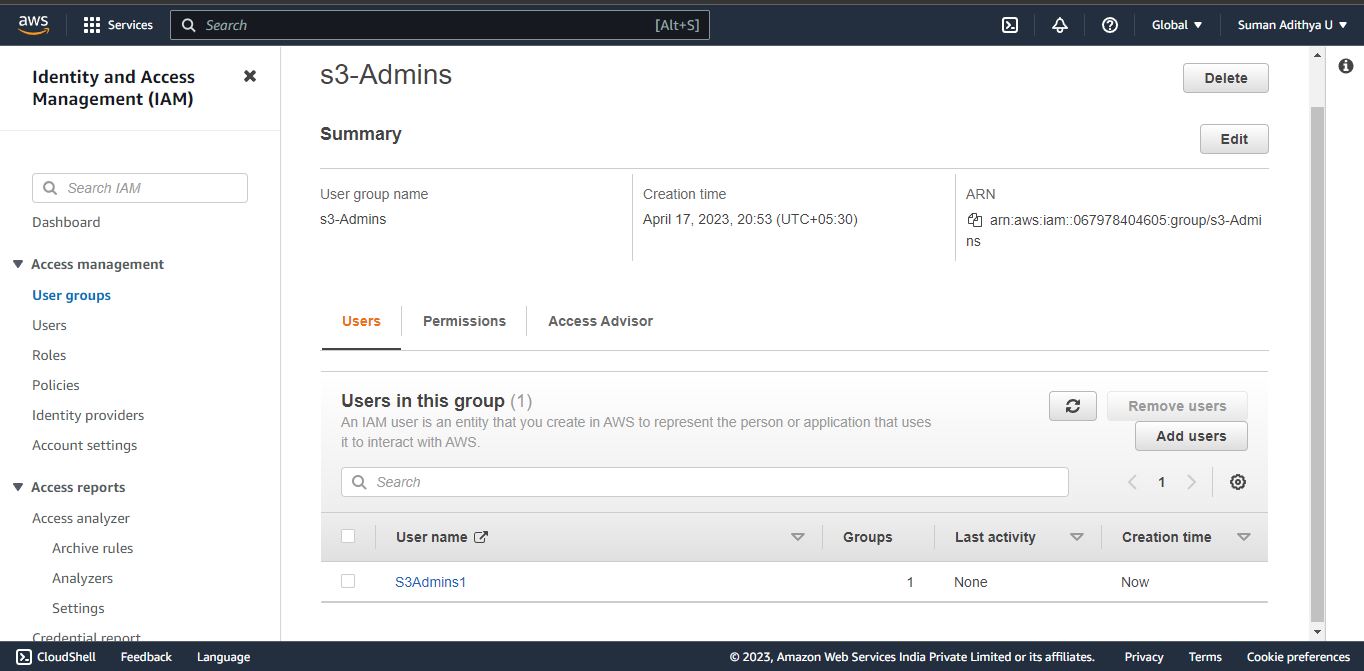 aws
Services
Search
[Alt+S]
Global
Suman Adithya U
Identity and Access
Management (IAM)
Search IAM
Dashboard
Access management
User groups
Users
Roles
Policies
Identity providers
Account settings
Access reports
Access analyzer
Archive rules
Analyzers
Settings
Credential report
s3-Admins
Delete
Summary
Edit
User group name
s3-Admins
Creation time
April 17, 2023, 20:53 (UTC+05:30)
ARN
arn:aws:iam::067978404605:group/s3-Admi
ns
Users
Permissions
Access Advisor
Users in this group (1)
An IAM user is an entity that you create in AWS to represent the person or application that uses
it to interact with AWS.
Remove users
Add users
Search
1
User name
Groups
Last activity
Creation time
S3Admins1
1
None
Now
CloudShell
Feedback
Language
© 2023, Amazon Web Services India Private Limited or its affiliates.
Privacy
Terms
Cookie preferences